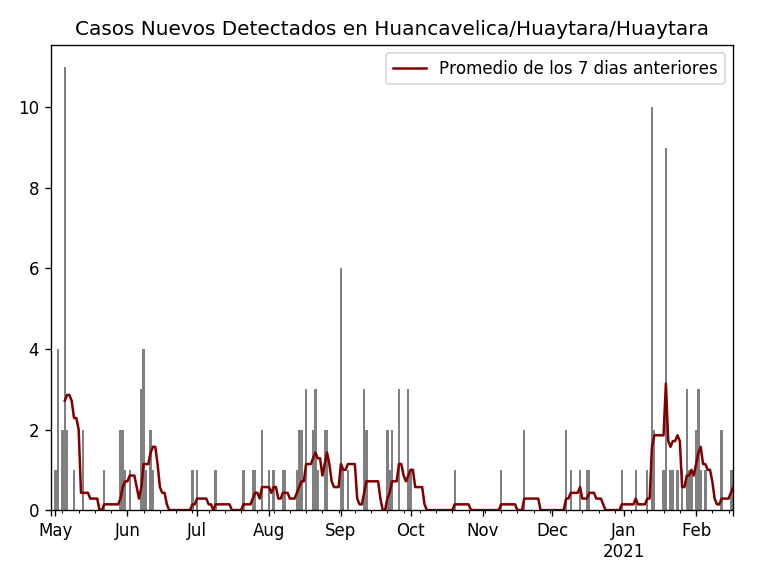 Casos Nuevos Detectados en Huancavelica/Huaytara/Huaytara
Promedio de los 7 dias anteriores
10
8
6
4
2
0
May Jun Jul Aug Sep Oct Nov Dec Jan Feb
2021